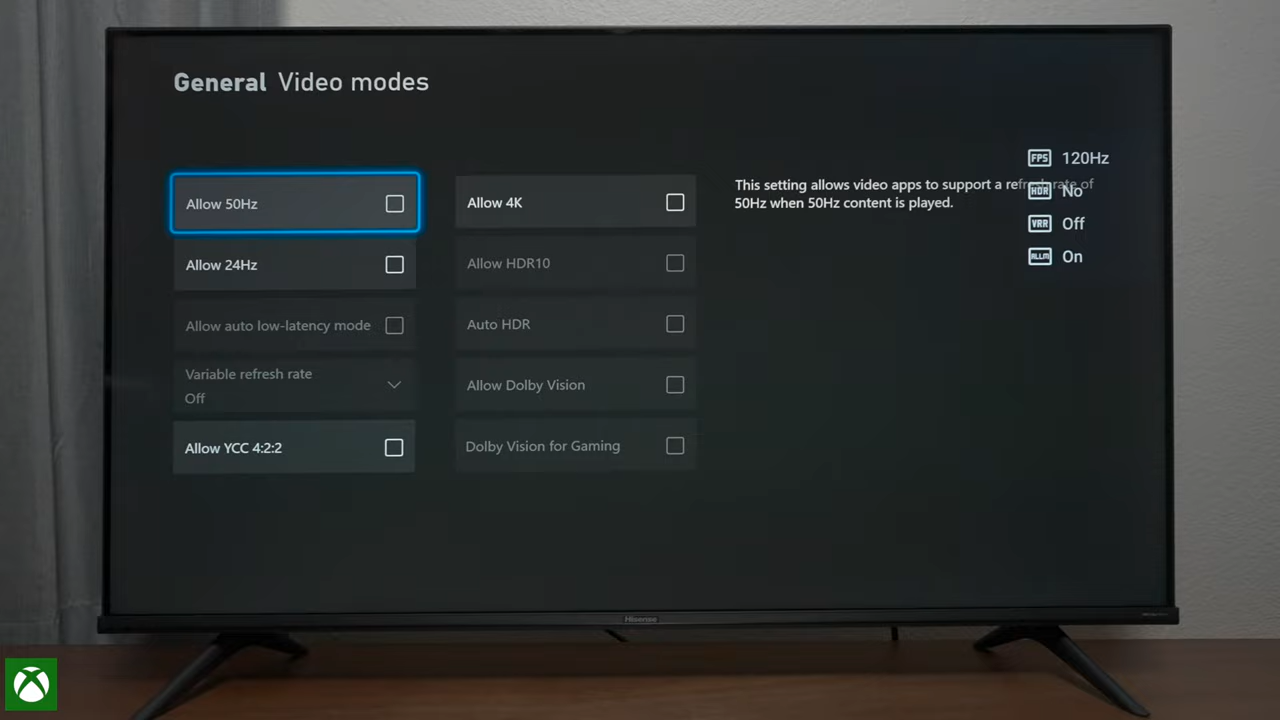 General Video modes
Allow 50Hz
Allow 24Hz
Allow auto low-latency mode
Variable refresh rate
Off
Allow YCC 4:2:2
Allow 4K
Allow HDR10
Auto HDR
Allow Dolby Vision
Dolby Vision for Gaming
This setting allows video apps to support a refresh rate of
50Hz when 50Hz content is played.
FPS 120Hz
HDR No
VRR Off
ALLM On
Hisense